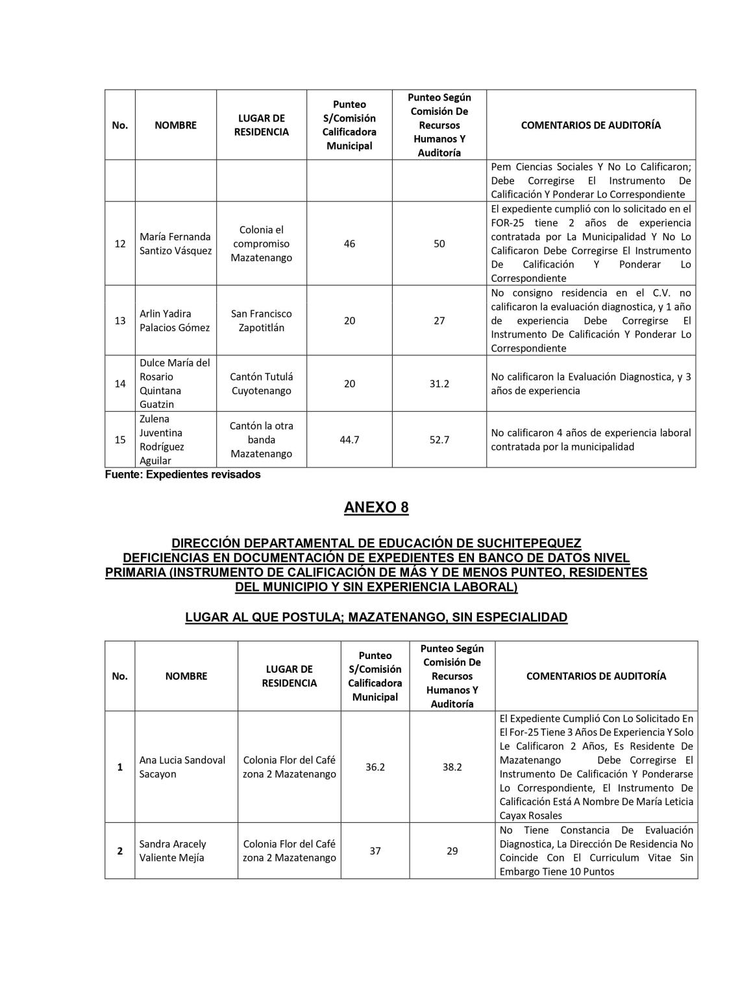 No.
NOMBRE
LUGAR DE
RESIDENCIA
Punteo
S/Comisión
Calificadora
Municipal
Punteo Según
Comisión De
Recursos
Humanos Y
Auditoría
COMENTARIOS DE AUDITORÍA
Pem Ciencias Sociales Y No Lo Calificaron;
Debe Corregirse El Instrumento De
Calificación Y Ponderar Lo Correspondiente
12
María Fernanda
Santizo Vásquez
Colonia el
compromiso
Mazatenango
46
50
El expediente cumplió con lo solicitado en el
FOR-25 tiene 2 años de experiencia
contratada por La Municipalidad Y No Lo
Calificaron Debe Corregirse El Instrumento
De Calificación Y Ponderar Lo
Correspondiente
13
Arlin Yadira
Palacios Gómez
San Francisco
Zapotitlán
20
27
No consigno residencia en el C.V. no
calificaron la evaluación diagnostica, y 1 año
de experiencia Debe Corregirse El
Instrumento De Calificación Y Ponderar Lo
Correspondiente
14
Dulce María del
Rosario
Quintana
Guatzin
Cantón Tutulá
Cuyotenango
20
31.2
No calificaron la Evaluación Diagnostica, y 3
años de experiencia
15
Zulena
Juventina
Rodríguez
Aguilar
Cantón la otra
banda
Mazatenango
44.7
52.7
No calificaron 4 años de experiencia laboral
contratada por la municipalidad
Fuente: Expedientes revisados
ANEXO 8
DIRECCIÓN DEPARTAMENTAL DE EDUCACIÓN DE SUCHITEPEQUEZ
DEFICIENCIAS EN DOCUMENTACIÓN DE EXPEDIENTES EN BANCO DE DATOS NIVEL
PRIMARIA (INSTRUMENTO DE CALIFICACIÓN DE MÁS Y DE MENOS PUNTEO, RESIDENTES
DEL MUNICIPIO Y SIN EXPERIENCIA LABORAL)
LUGAR AL QUE POSTULA; MAZATENANGO, SIN ESPECIALIDAD
No.
NOMBRE
LUGAR DE
RESIDENCIA
Punteo
S/Comisión
Calificadora
Municipal
Punteo Según
Comisión De
Recursos
Humanos Y
Auditoría
COMENTARIOS DE AUDITORÍA
1
Ana Lucia Sandoval
Sacayon
Colonia Flor del Café
zona 2 Mazatenango
36.2
38.2
El Expediente Cumplió Con Lo Solicitado En
El For-25 Tiene 3 Años De Experiencia Y Solo
Le Calificaron 2 Años, Es Residente De
Mazatenango Debe Corregirse El
Instrumento De Calificación Y Ponderarse
Lo Correspondiente, El Instrumento De
Calificación Está A Nombre De María Leticia
Cayax Rosales
2
Sandra Aracely
Valiente Mejía
Colonia Flor del Café
zona 2 Mazatenango
37
29
No Tiene Constancia De Evaluación
Diagnostica, La Dirección De Residencia No
Coincide Con El Curriculum Vitae Sin
Embargo Tiene 10 Puntos